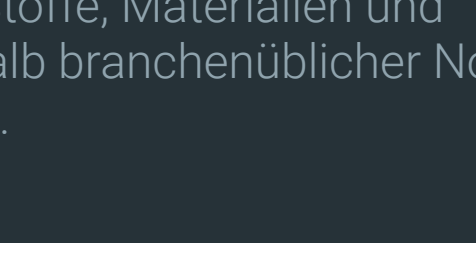 toffe, Materialien und
alb branchenüblicher No
.